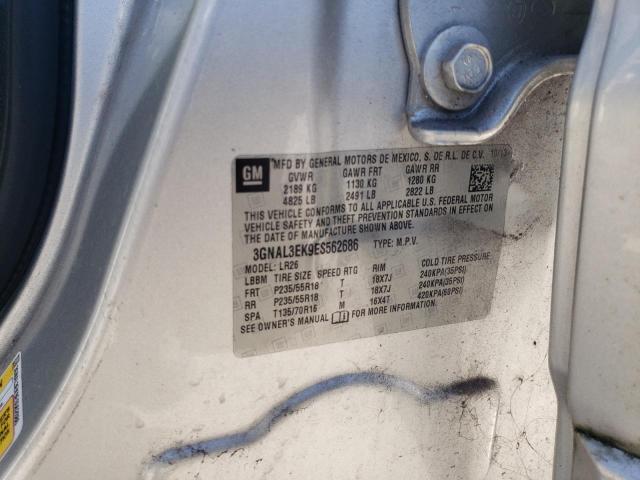 GM
MFD BY GENERAL MOTORS DE MEXICO, S. DE R.L. DE C.V. 10/13
GVWR GAWR FRT GAWR RR
2189 KG 1130 KG 1280 KG
4825 LB 2491 LB 2822 LB
THIS VEHICLE CONFORMS TO ALL APPLICABLE U.S. FEDERAL MOTOR
VEHICLE SAFETY AND THEFT PREVENTION STANDARDS IN EFFECT ON
THE DATE OF MANUFACTURE SHOWN ABOVE.
3GNAL3EK9ES562686 TYPE: M.P.V.
MODEL: LR26
LBBM TIRE SIZE SPEED RTG RIM COLD TIRE PRESSURE
FRT P235/55R18 T 18X7J 240KPA(35PSI)
RR P235/55R18 T 18X7J 240KPA(35PSI)
SPA T135/70R16 M 16X4T 420KPA(60PSI)
SEE OWNER'S MANUAL FOR MORE INFORMATION.